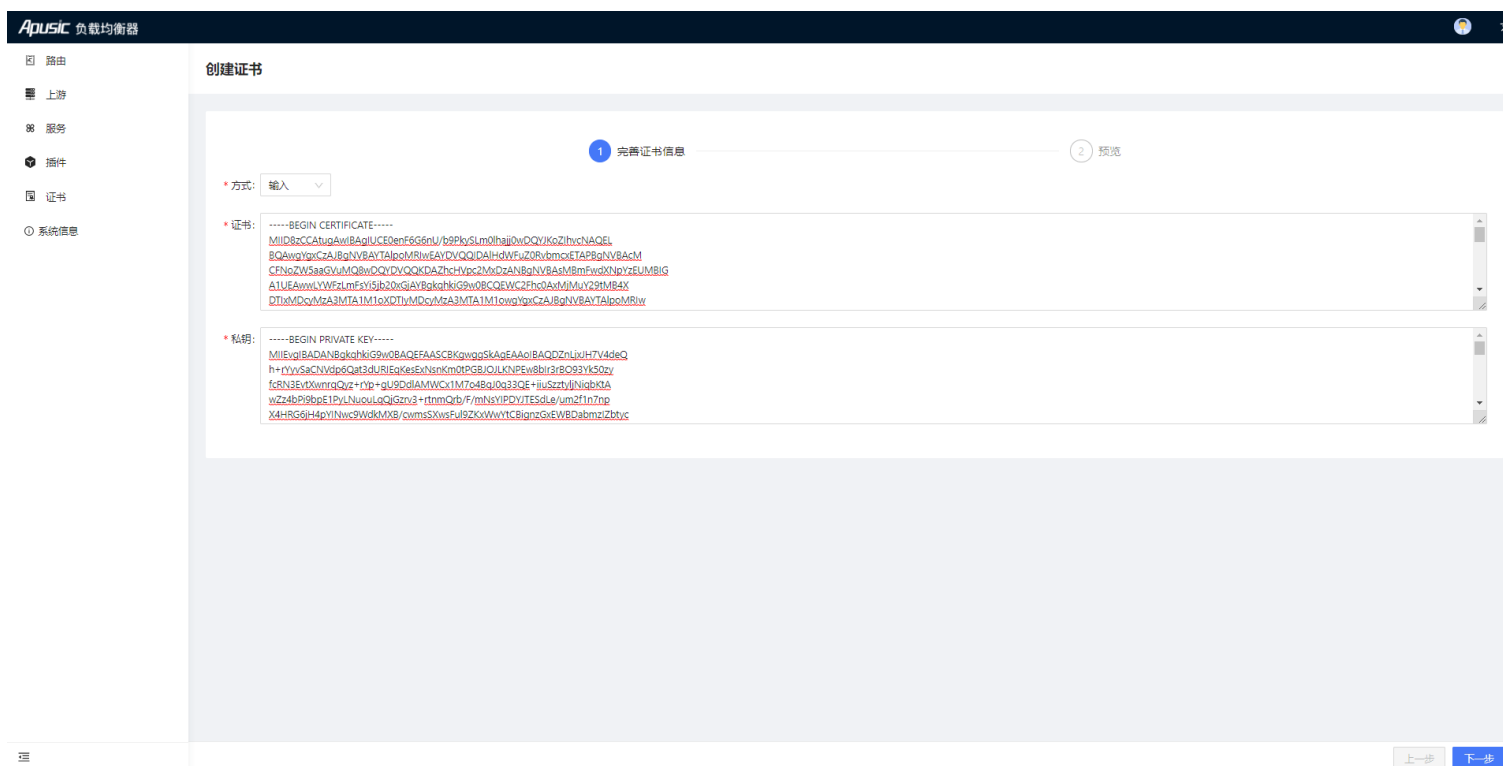 Apusic 负载均衡器
路由
上游
服务
插件
证书
系统信息
创建证书
1 完善证书信息
2 预览
* 方式: 输入
* 证书: -----BEGIN CERTIFICATE-----
MIID8zCCAtugAwIBAgIUCE0enF6G6nU/b9PkySLm0lhajj0wDQYJKoZIhvcNAQEL
BQAwgYgxCzAJBgNVBAYTAlpoMRIwEAYDVQQIDAlHdWFuZ0RvbmcxETAPBgNVBAcM
CFNoZW5aaGVuMQ8wDQYDVQQKDAZhcHVpc2MxDzANBgNVBAsMBmFwdXNpYzEUMBIG
A1UEAwwLYWFzLmFsYi5jb20xGjAYBgkqhkiG9w0BCQEWC2Fhc0AxMjMuY29tMB4X
DTIxMDcyMzA3MTA1M1oXDTIyMDcyMzA3MTA1M1owgYgxCzAJBgNVBAYTAlpoMRIw
* 私钥: -----BEGIN PRIVATE KEY-----
MIIEvgIBADANBgkqhkiG9w0BAQEFAASCBKgwggSkAgEAAoIBAQDZnLjxJH7V4deQ
h+rYyvSaCNVdp6Qat3dURIEqKesExNsnKm0tPGBJOJLKNPEw8bIr3rBO93Yk50zy
fcRN3EvtXwnrqQyz+rYp+gU9DdlAMWCx1M7o4BqJ0q33QE+iiuSzztyljNiqbKtA
wZz4bPi9bpE1PyLNuouLqQjGzrv3+rtnmQrb/F/mNsYIPDYJTESdLe/um2f1n7np
X4HRG6jH4pYINwc9WdkMXB/cwmsSXwsFul9ZKxWwYtCBignzGxEWBDabmzIZbtyc
上一步
下一步